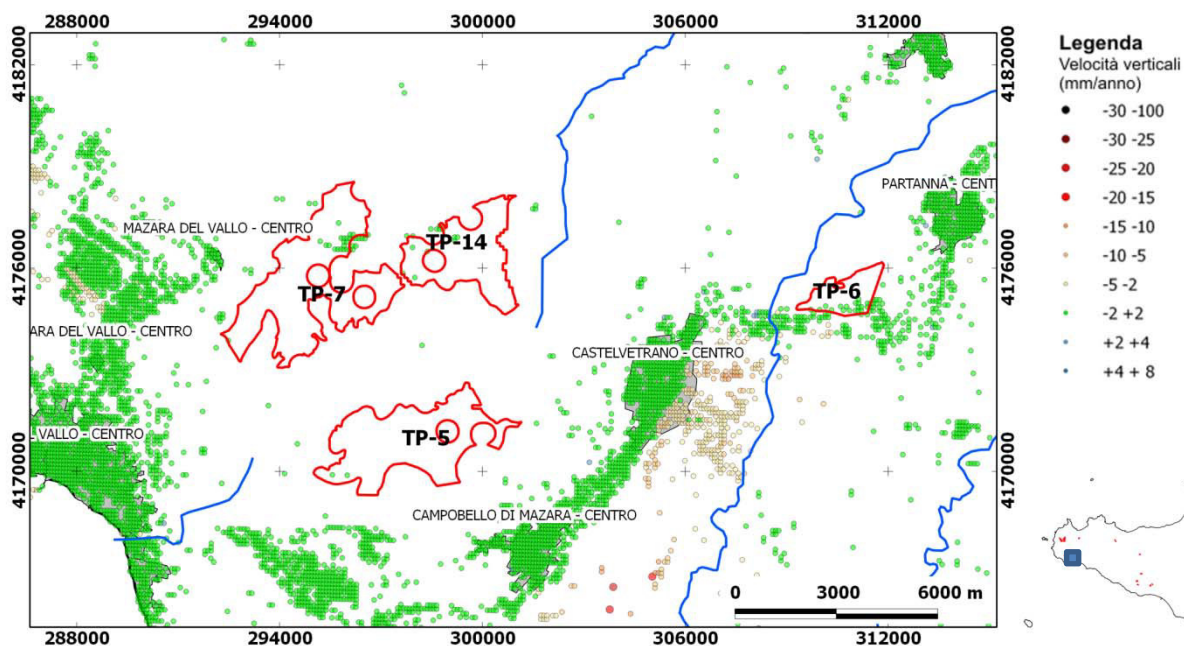 288000 294000 300000 306000 312000
4182000 4182000
Legenda
Velocità verticali
(mm/anno)
-30 -100
-30 -25
-25 -20
-20 -15
-15 -10
-10 -5
-5 -2
-2 +2
+2 +4
+4 + 8
PARTANNA - CENT
MAZARA DEL VALLO - CENTRO
TP-14
4176000 4176000
TP-7
TP-6
ARA DEL VALLO - CENTRO
CASTELVETRANO - CENTRO
L VALLO - CENTRO
TP-5
4170000 4170000
CAMPOBELLO DI MAZARA - CENTRO
0 3000 6000 m
288000 294000 300000 306000 312000